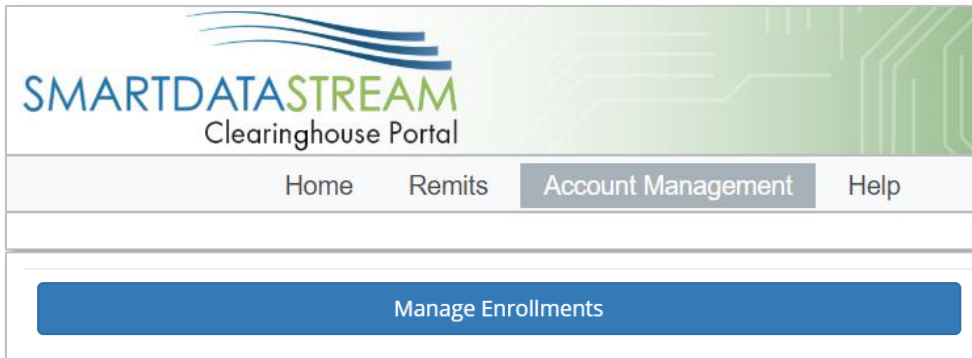 SMARTDATASTREAM
Clearinghouse Portal
Home Remits Account Management Help
Manage Enrollments